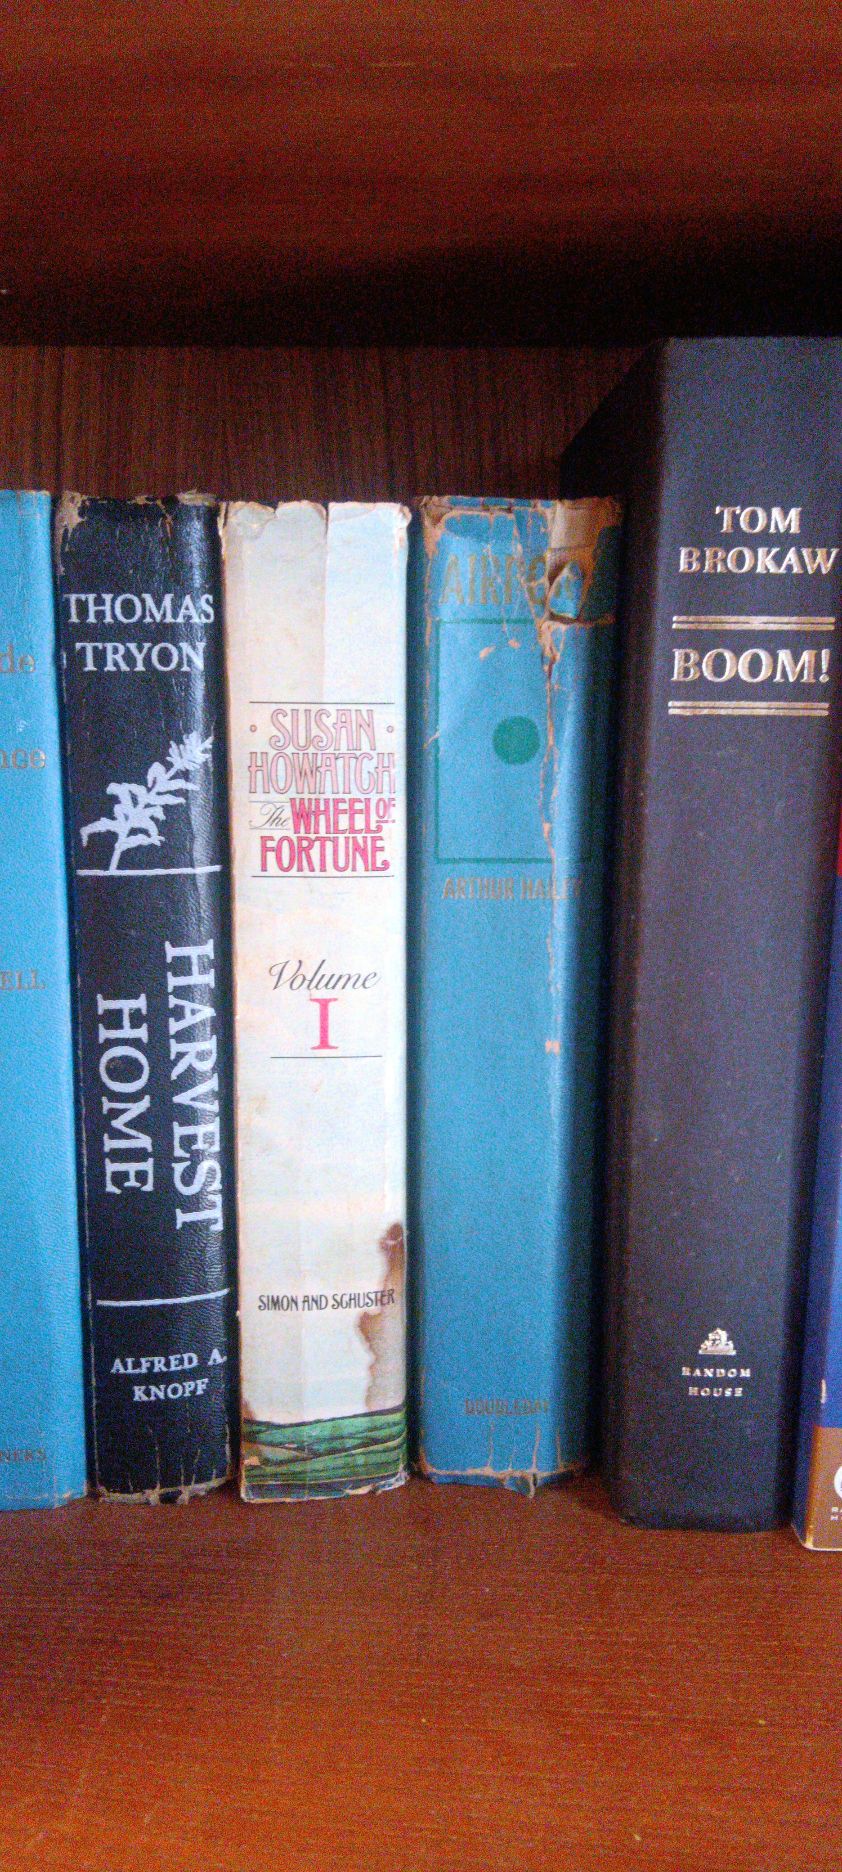 THOMAS
TRYON
HARVEST
HOME
ALFRED A.
KNOPF
SUSAN
HOWATCH
The WHEEL OF
FORTUNE
Volume
I
SIMON AND SCHUSTER
ARTHUR HAILEY
DOUBLEDAY
TOM
BROKAW
BOOM!
RANDOM
HOUSE